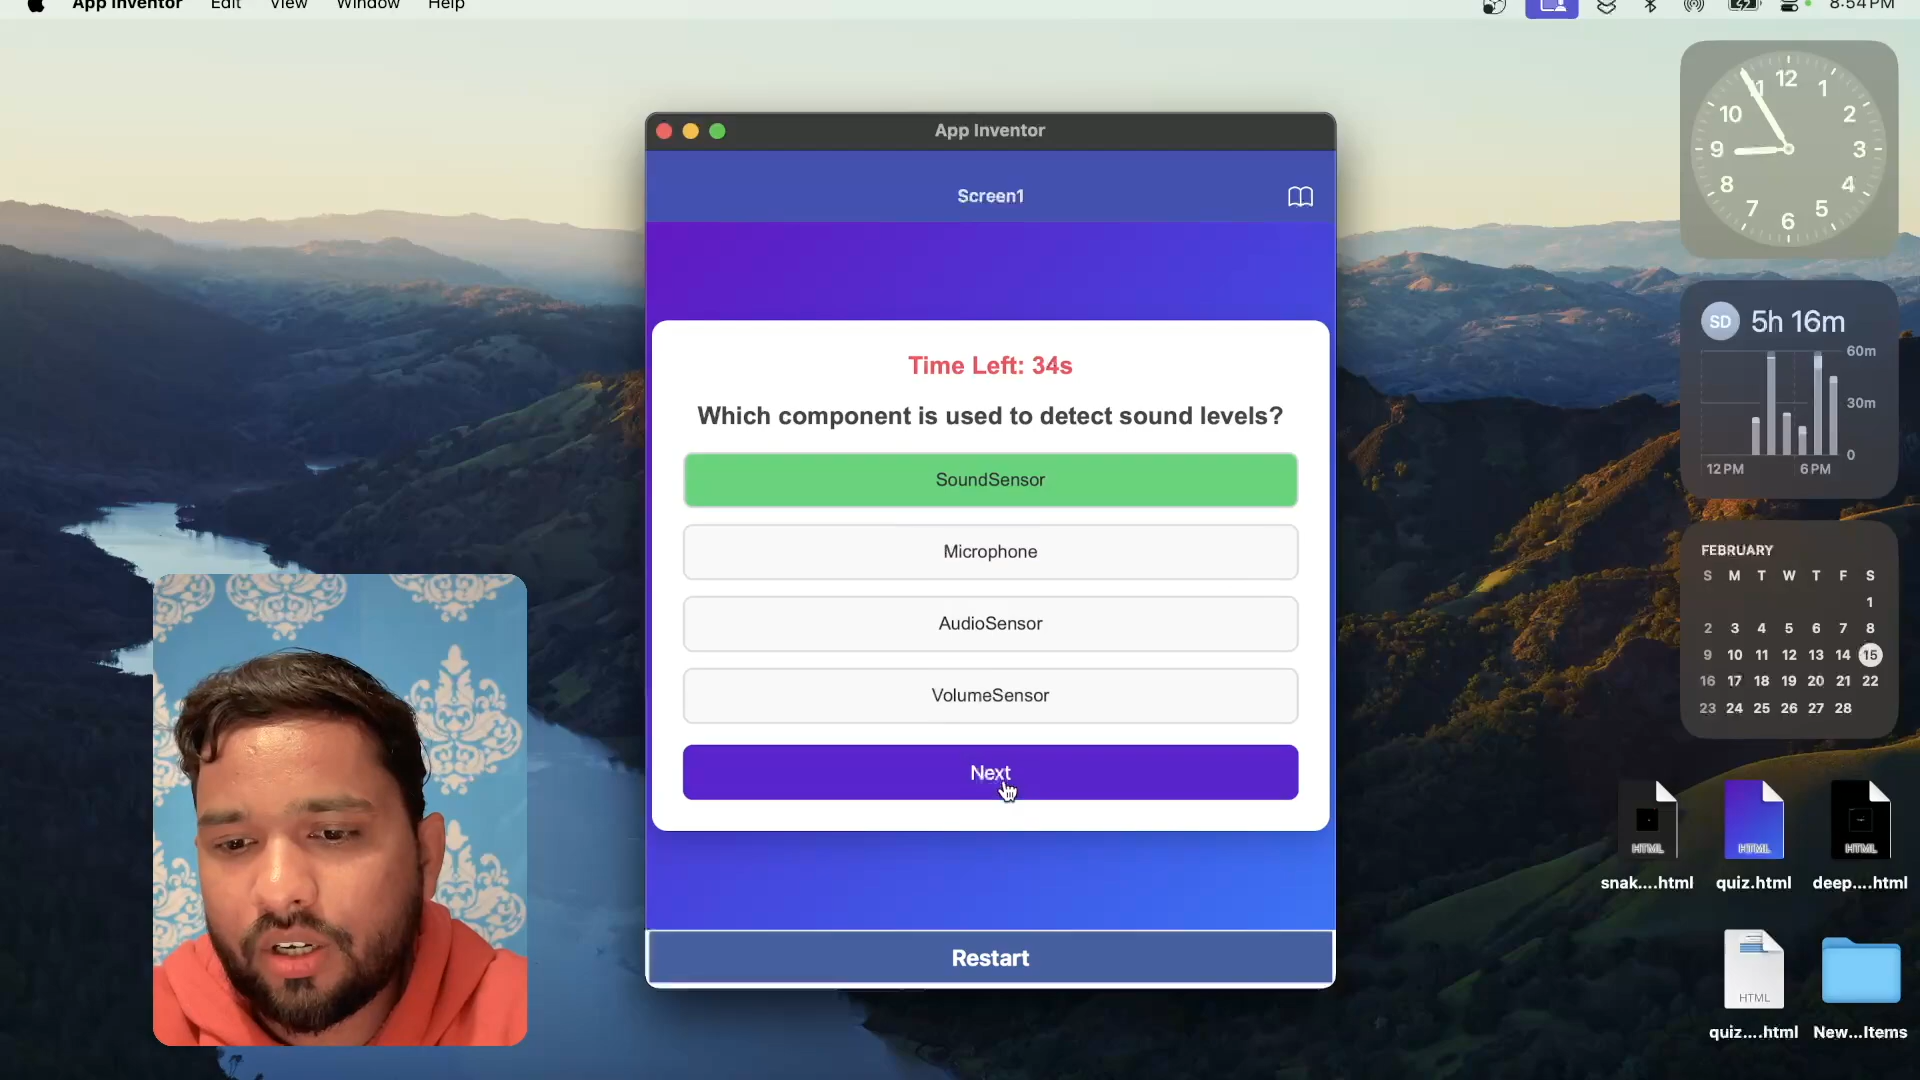 App Inventor Edit View Window Help 8:54 PM
App Inventor
Screen1
Time Left: 34s
Which component is used to detect sound levels?
SoundSensor
Microphone
AudioSensor
VolumeSensor
Next
Restart
12 1 2 3 4 5 6 7 8 9 10 11
SD 5h 16m
60m
30m
0
12 PM 6 PM
FEBRUARY
S M T W T F S
1
2 3 4 5 6 7 8
9 10 11 12 13 14 15
16 17 18 19 20 21 22
23 24 25 26 27 28
HTML HTML HTML
snak....html quiz.html deep....html
HTML
quiz....html New...Items